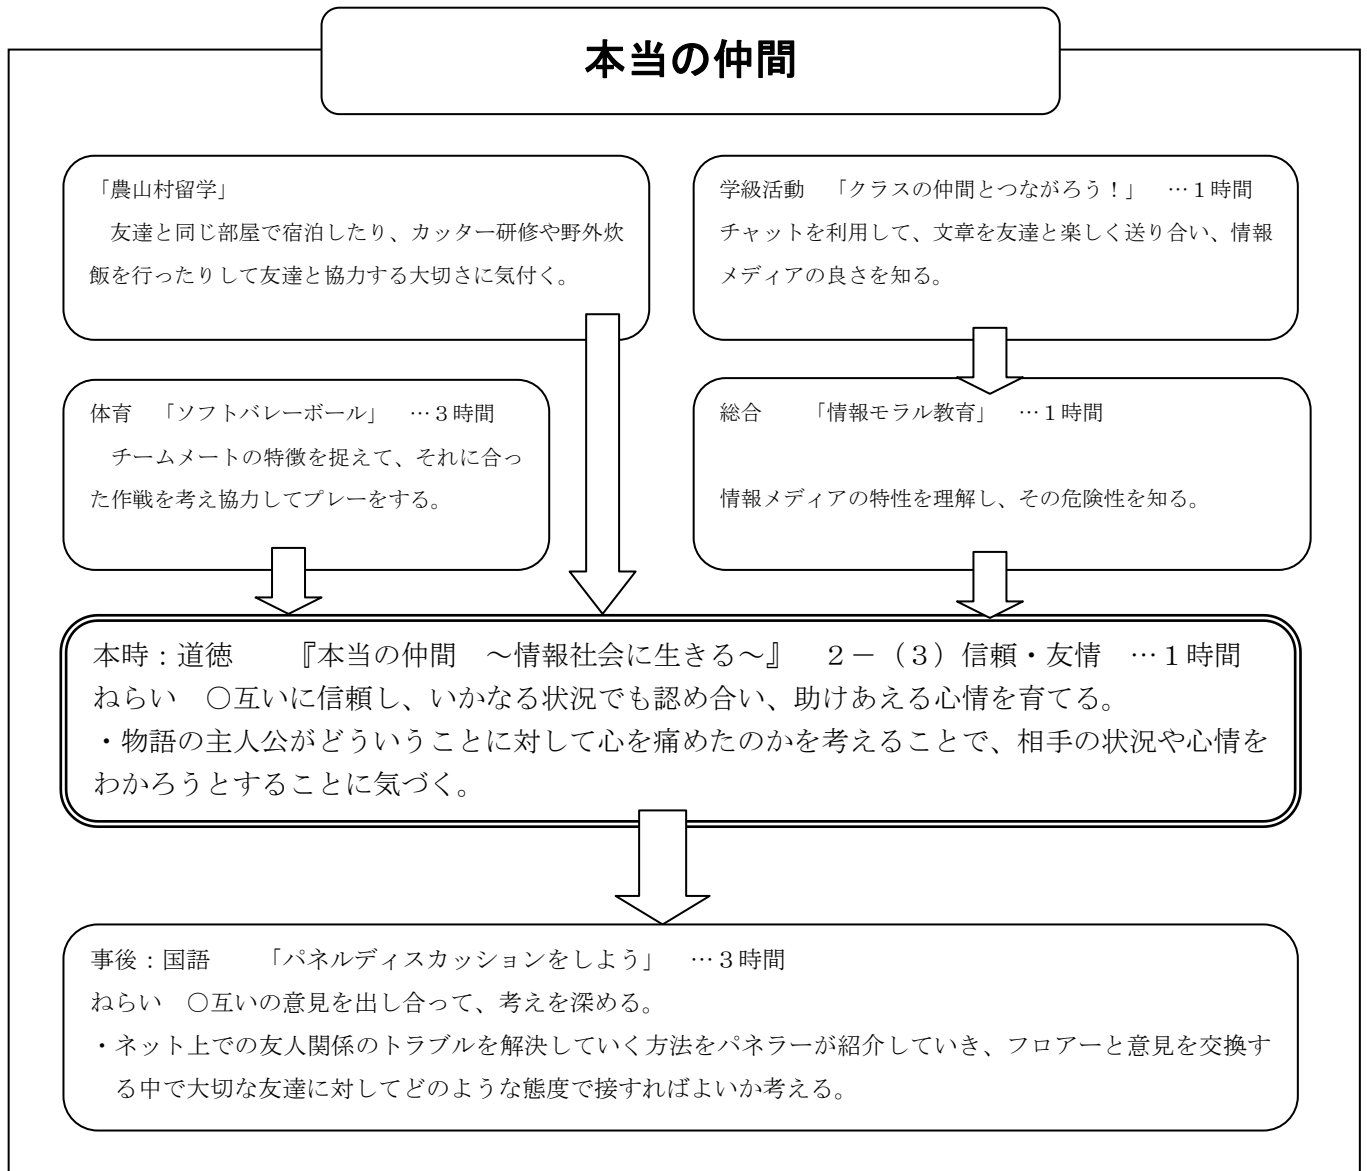 本当の仲間
「農山村留学」
友達と同じ部屋で宿泊したり、カッター研修や野外炊
飯を行ったりして友達と協力する大切さに気付く。
学級活動　「クラスの仲間とつながろう！」　…１時間
チャットを利用して、文章を友達と楽しく送り合い、情報
メディアの良さを知る。
体育　「ソフトバレーボール」　…３時間
チームメートの特徴を捉えて、それに合っ
た作戦を考え協力してプレーをする。
総合　　「情報モラル教育」　…１時間
情報メディアの特性を理解し、その危険性を知る。
本時：道徳　　『本当の仲間　～情報社会に生きる～』　２－（３）信頼・友情　…１時間
ねらい　○互いに信頼し、いかなる状況でも認め合い、助けあえる心情を育てる。
・物語の主人公がどういうことに対して心を痛めたのかを考えることで、相手の状況や心情を
わかろうとすることに気づく。
事後：国語　　「パネルディスカッションをしよう」　…３時間
ねらい　○互いの意見を出し合って、考えを深める。
・ネット上での友人関係のトラブルを解決していく方法をパネラーが紹介していき、フロアーと意見を交換す
る中で大切な友達に対してどのような態度で接すればよいか考える。